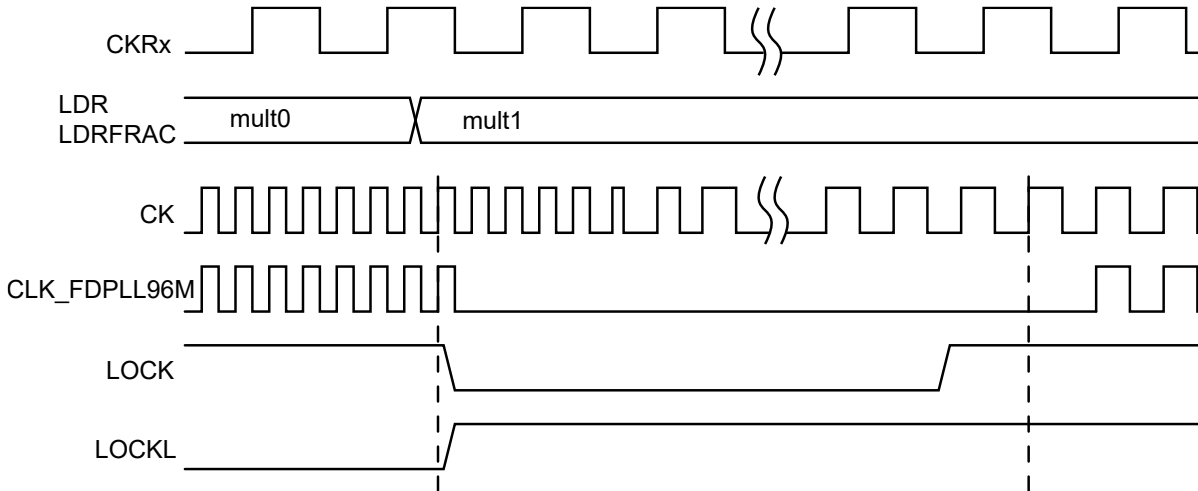 CKRx
LDR
LDRFRAC
mult0
mult1
CK
CLK_FDPLL96M
LOCK
LOCKL